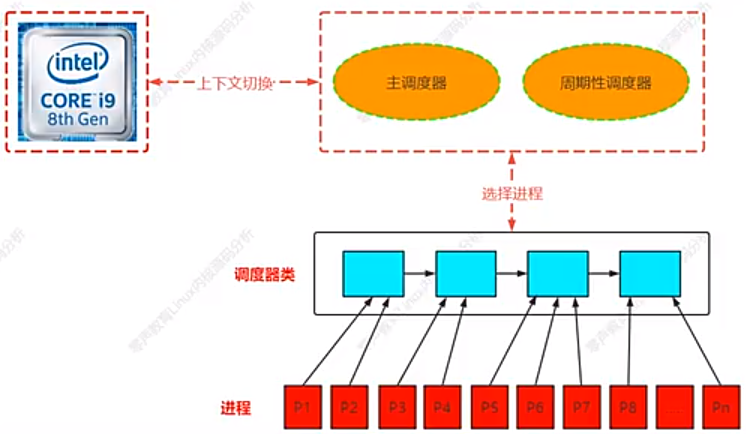 intel
CORE i9
8th Gen
上下文切换
主调度器
周期性调度器
选择进程
调度器类
进程
P1
P2
P3
P4
P5
P6
P7
P8
...
Pn
零声教育Linux内核源码分析